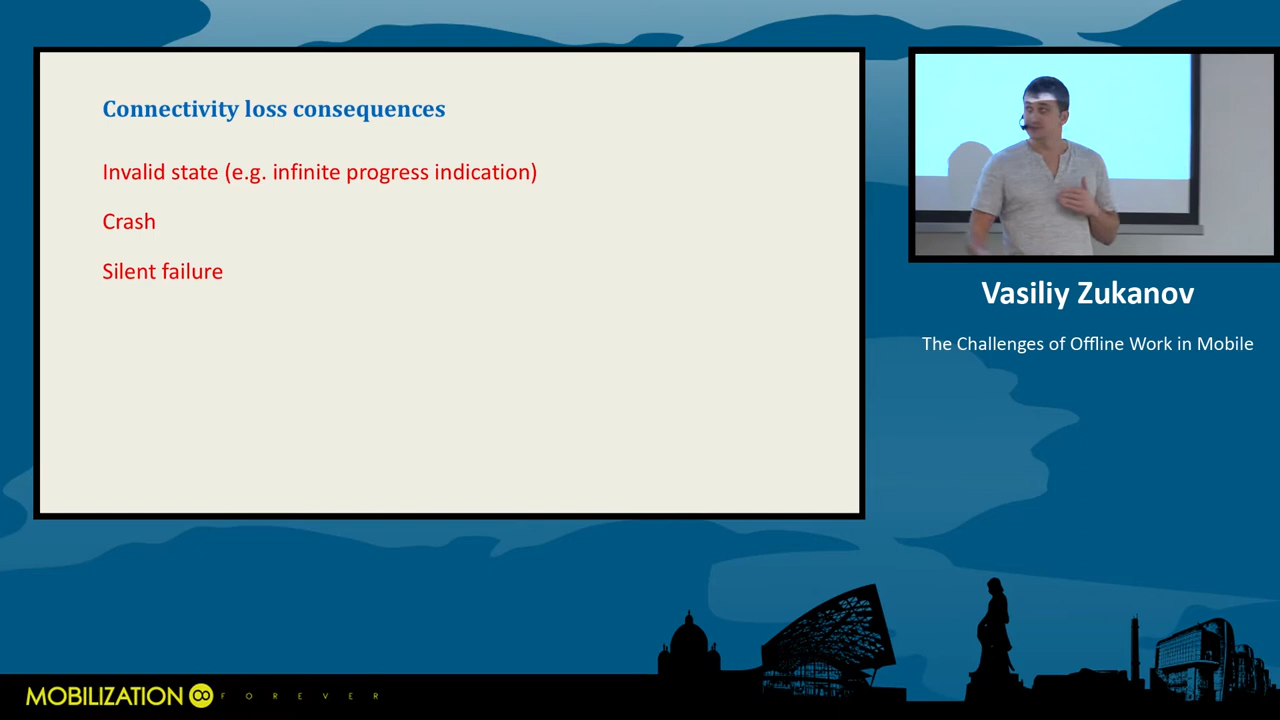 Connectivity loss consequences
Invalid state (e.g. infinite progress indication)
Crash
Silent failure
Vasiliy Zukanov
The Challenges of Offline Work in Mobile
MOBILIZATION
FOREVER